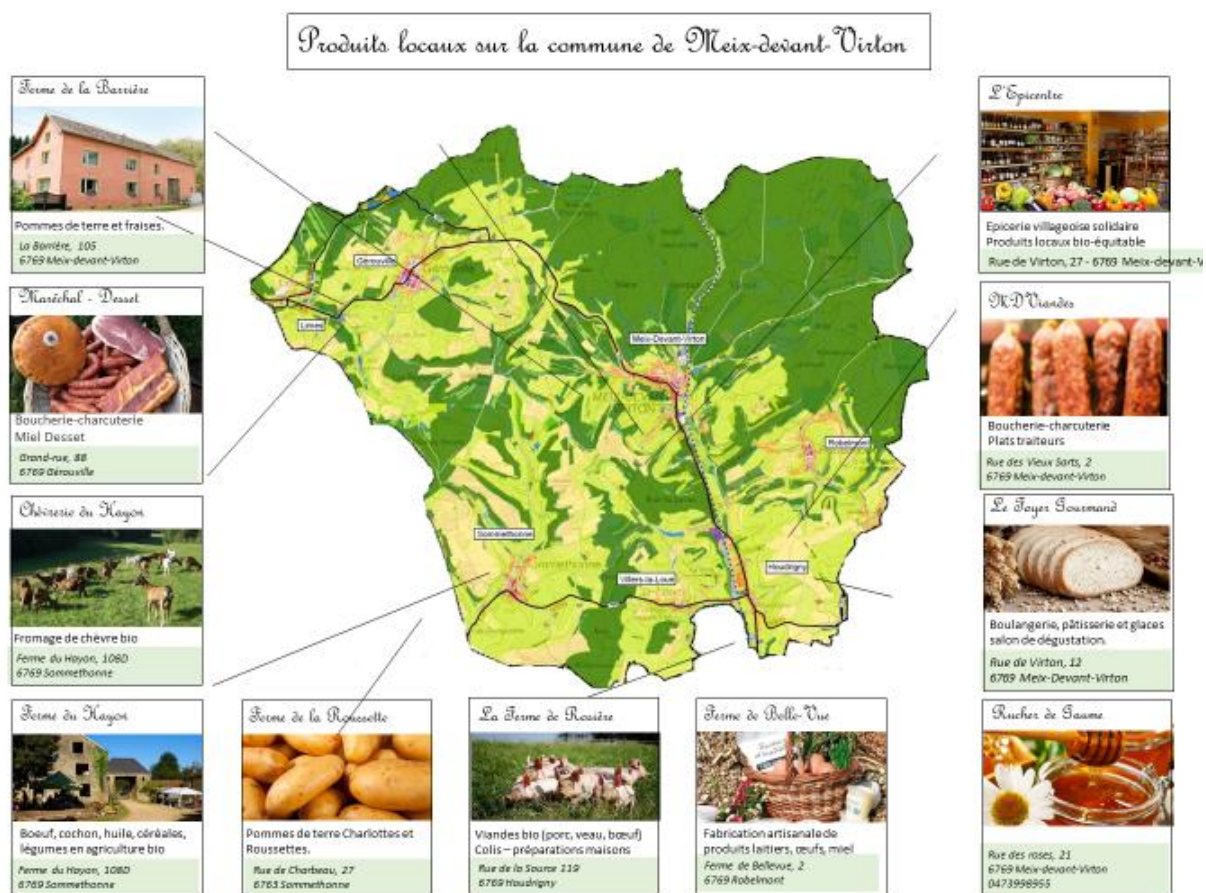 Produits locaux sur la commune de Meix-devant-Virton
Ferme de la Barrière
Pommes de terre et fraises.
La Barrière, 105
6769 Meix-devant-Virton
Maréchal - Desset
Boucherie-charcuterie
Miel Desset
Grand-rue, 88
6769 Gérouville
Chèvrerie du Hayon
Fromage de chèvre bio
Ferme du Hayon, 108D
6769 Sommethonne
Ferme du Hayon
Boeuf, cochon, huile, céréales,
légumes en agriculture bio
Ferme du Hayon, 108D
6769 Sommethonne
Ferme de la Roussette
Pommes de terre Charlottes et
Roussettes.
Rue de Charbeau, 27
6763 Sommethonne
La Ferme de Rosière
Viandes bio (porc, veau, bœuf)
Colis – préparations maisons
Rue de la Source 119
6769 Houdrigny
Ferme de Belle-Vue
Fabrication artisanale de
produits laitiers, œufs, miel
Ferme de Bellevue, 2
6769 Robelmont
L'Epicentre
Epicerie villageoise solidaire
Produits locaux bio-équitable
Rue de Virton, 27 - 6769 Meix-devant-V
MD Viandes
Boucherie-charcuterie
Plats traiteurs
Rue des Vieux Sarts, 2
6769 Meix-devant-Virton
Le Foyer Gourmand
Boulangerie, pâtisserie et glaces
salon de dégustation.
Rue de Virton, 12
6769 Meix-Devant-Virton
Rucher de Gaume
Rue des roses, 21
6769 Meix-devant-Virton
0473998955
Gérouville
Limes
Meix-Devant-Virton
Robelmont
Sommethonne
Villers-la-Loue
Houdrigny